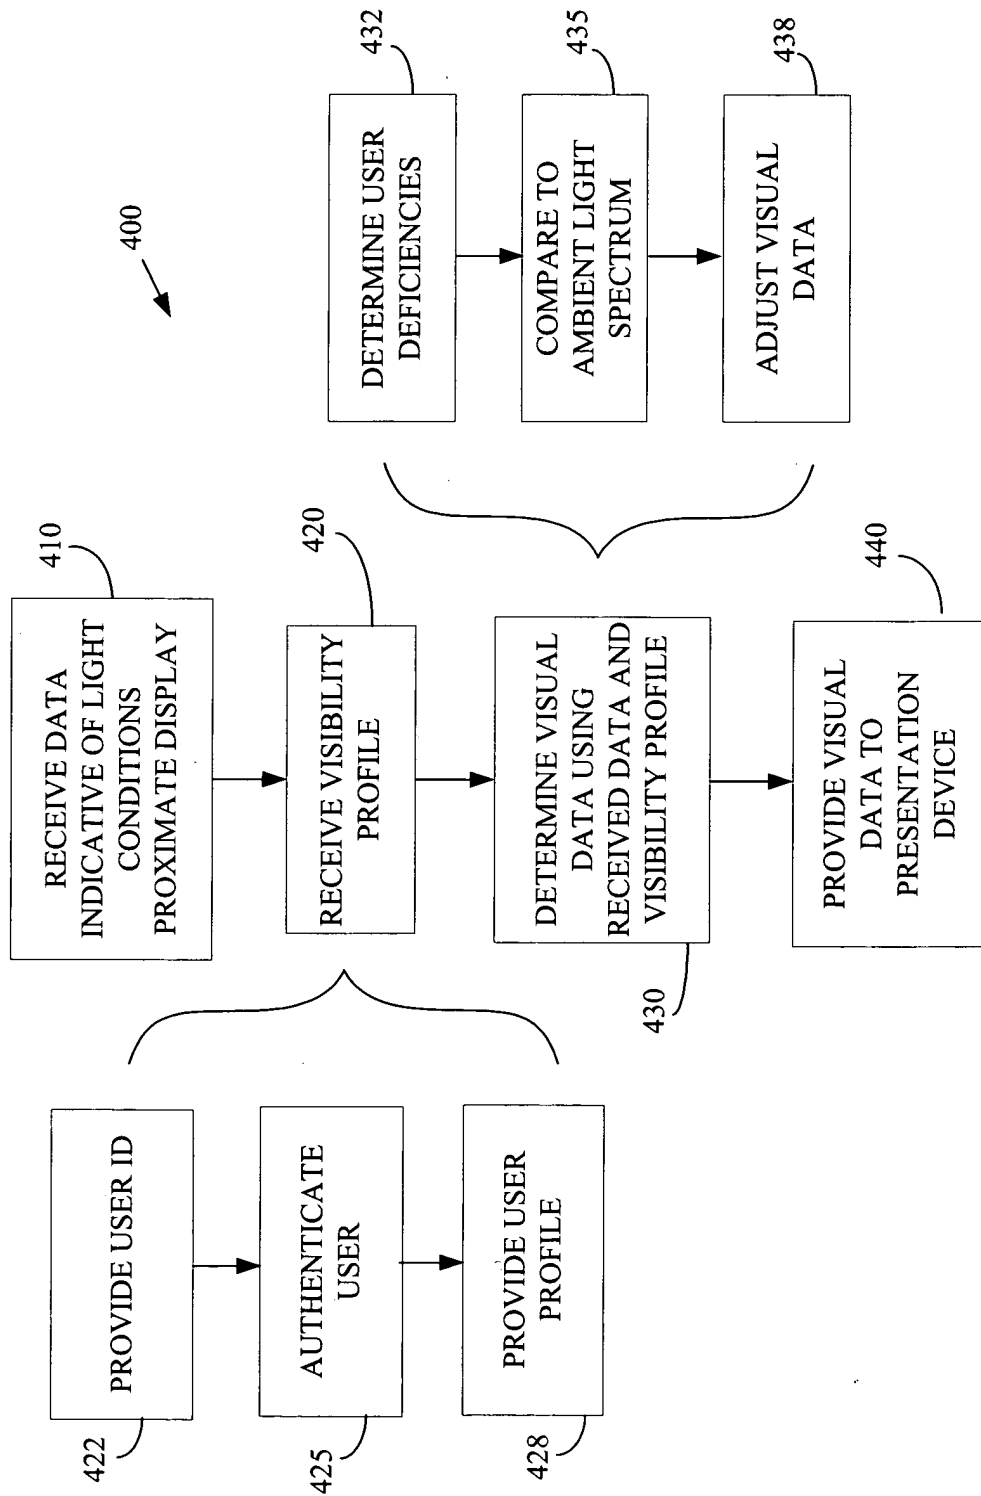 400
410
RECEIVE DATA
INDICATIVE OF LIGHT
CONDITIONS
PROXIMATE DISPLAY
420
RECEIVE VISIBILITY
PROFILE
422
PROVIDE USER ID
425
AUTHENTICATE
USER
428
PROVIDE USER
PROFILE
430
DETERMINE VISUAL
DATA USING
RECEIVED DATA AND
VISIBILITY PROFILE
432
DETERMINE USER
DEFICIENCIES
435
COMPARE TO
AMBIENT LIGHT
SPECTRUM
438
ADJUST VISUAL
DATA
440
PROVIDE VISUAL
DATA TO
PRESENTATION
DEVICE